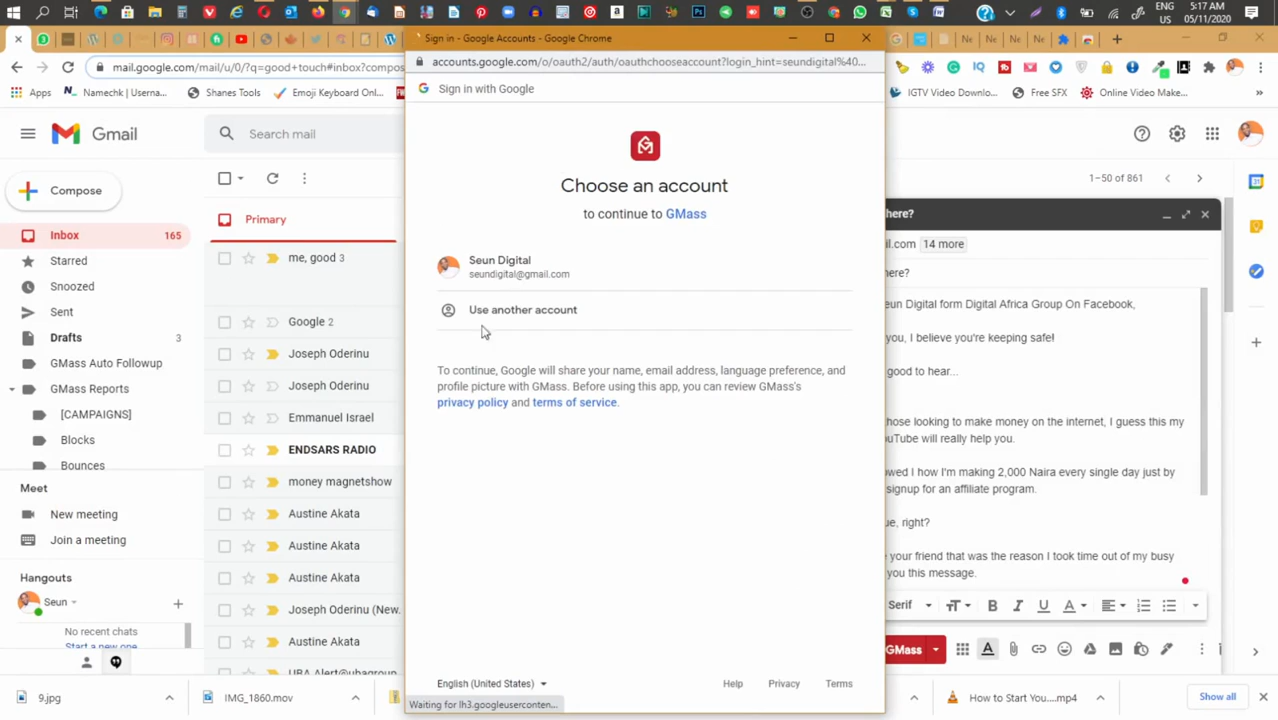 ENG
US
5:17 AM
05/11/2020
Sign in - Google Accounts - Google Chrome
mail.google.com/mail/u/0/?q=good+touch#inbox?compos
accounts.google.com/o/oauth2/auth/oauthchooseaccount?login_hint=seundigital%40...
Apps
Namechk | Usernam...
Shanes Tools
Emoji Keyboard Onl...
IGTV Video Downlo...
Free SFX
Online Video Make...
Sign in with Google
Gmail
Search mail
Compose
Inbox 165
Starred
Snoozed
Sent
Drafts 3
GMass Auto Followup
GMass Reports
[CAMPAIGNS]
Blocks
Bounces
Meet
New meeting
Join a meeting
Hangouts
Seun
No recent chats
Start a new one
Primary
me, good 3
Google 2
Joseph Oderinu
Joseph Oderinu
Emmanuel Israel
ENDSARS RADIO
money magnetshow
Austine Akata
Austine Akata
Austine Akata
Joseph Oderinu (New.
Austine Akata
UBA Alert@ubagroup.
Choose an account
to continue to GMass
Seun Digital
seundigital@gmail.com
Use another account
To continue, Google will share your name, email address, language preference, and
profile picture with GMass. Before using this app, you can review GMass's
privacy policy and terms of service.
English (United States)
Help
Privacy
Terms
Waiting for lh3.googleuserconten...
1–50 of 861
here?
il.com 14 more
here?
eun Digital form Digital Africa Group On Facebook,
you, I believe you're keeping safe!
good to hear...
hose looking to make money on the internet, I guess this my
uTube will really help you.
owed I how I'm making 2,000 Naira every single day just by
signup for an affiliate program.
ue, right?
e your friend that was the reason I took time out of my busy
you this message.
Serif
GMass
9.jpg
IMG_1860.mov
How to Start You....mp4
Show all